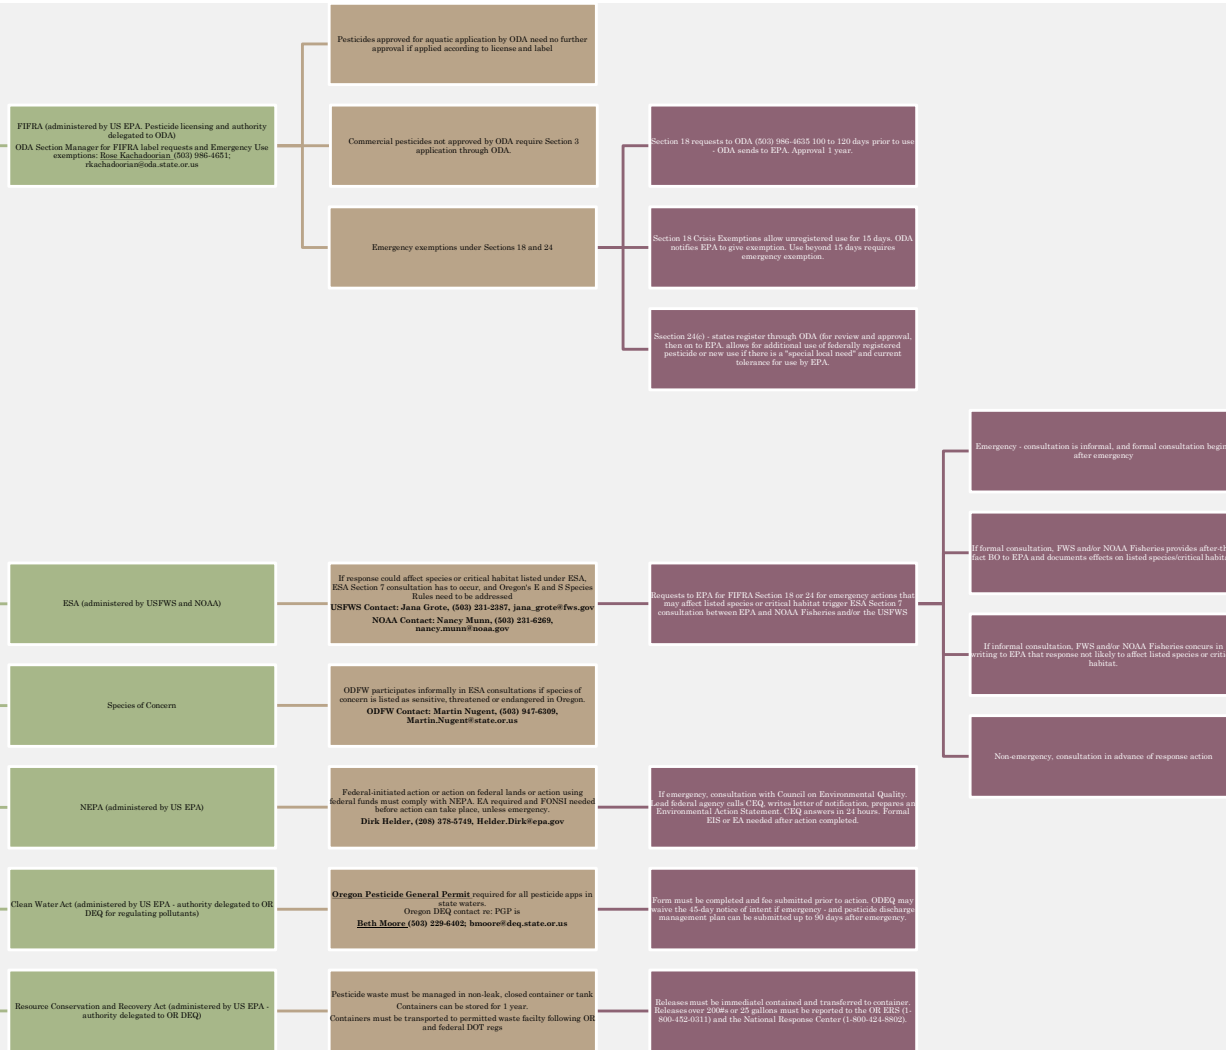 Pesticides approved for aquatic application by ODA need no further
approval if applied according to license and label
FIFRA (administered by US EPA. Pesticide licensing and authority
delegated to ODA)
ODA Section Manager for FIFRA label requests and Emergency Use
exemptions: Rose Kachadoorian (503) 986-4651;
rkachadoorian@oda.state.or.us
Commercial pesticides not approved by ODA require Section 3
application through ODA.
Section 18 requests to ODA (503) 986-4635 100 to 120 days prior to use
- ODA sends to EPA. Approval 1 year.
Emergency exemptions under Sections 18 and 24
Section 18 Crisis Exemptions allow unregistered use for 15 days. ODA
notifies EPA to give exemption. Use beyond 15 days requires
emergency exemption.
Ssection 24(c) - states register through ODA (for review and approval,
then on to EPA. allows for additional use of federally registered
pesticide or new use if there is a "special local need" and current
tolerance for use by EPA.
Emergency - consultation is informal, and formal consultation begin
after emergency
If formal consultation, FWS and/or NOAA Fisheries provides after-th
fact BO to EPA and documents effects on listed species/critical habit
ESA (administered by USFWS and NOAA)
If response could affect species or critical habitat listed under ESA,
ESA Section 7 consultation has to occur, and Oregon's E and S Species
Rules need to be addressed
USFWS Contact: Jana Grote, (503) 231-2387, jana_grote@fws.gov
NOAA Contact: Nancy Munn, (503) 231-6269,
nancy.munn@noaa.gov
Requests to EPA for FIFRA Section 18 or 24 for emergency actions that
may affect listed species or critical habitat trigger ESA Section 7
consultation between EPA and NOAA Fisheries and/or the USFWS
If informal consultation, FWS and/or NOAA Fisheries concurs in
writing to EPA that response not likely to affect listed species or criti
habitat.
Species of Concern
ODFW participates informally in ESA consultations if species of
concern is listed as sensitive, threatened or endangered in Oregon.
ODFW Contact: Martin Nugent, (503) 947-6309,
Martin.Nugent@state.or.us
Non-emergency, consultation in advance of response action
NEPA (administered by US EPA)
Federal-initiated action or action on federal lands or action using
federal funds must comply with NEPA. EA required and FONSI needed
before action can take place, unless emergency.
Dirk Helder, (208) 378-5749, Helder.Dirk@epa.gov
If emergency, consultation with Council on Environmental Quality.
Lead federal agency calls CEQ, writes letter of notification, prepares an
Environmental Action Statement. CEQ answers in 24 hours. Formal
EIS or EA needed after action completed.
Clean Water Act (administered by US EPA - authority delegated to OR
DEQ for regulating pollutants)
Oregon Pesticide General Permit required for all pesticide apps in
state waters.
Oregon DEQ contact re: PGP is
Beth Moore (503) 229-6402; bmoore@deq.state.or.us
Form must be completed and fee submitted prior to action. ODEQ may
waive the 45-day notice of intent if emergency - and pesticide discharge
management plan can be submitted up to 90 days after emergency.
Resource Conservation and Recovery Act (administered by US EPA -
authority delegated to OR DEQ)
Pesticide waste must be managed in non-leak, closed container or tank
Containers can be stored for 1 year.
Containers must be transported to permitted waste facilty following OR
and federal DOT regs
Releases must be immediatel contained and transferred to container.
Releases over 200#s or 25 gallons must be reported to the OR ERS (1-
800-452-0311) and the National Response Center (1-800-424-8802).